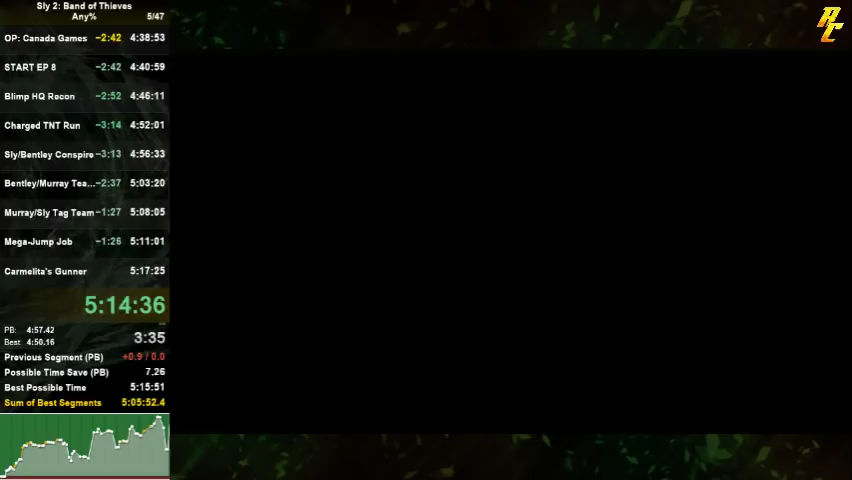 Sly 2: Band of Thieves
Any% 5/47
OP: Canada Games −2:42 4:38:53
START EP 8 −2:42 4:40:59
Blimp HQ Recon −2:52 4:46:11
Charged TNT Run −3:14 4:52:01
Sly/Bentley Conspire −3:13 4:56:33
Bentley/Murray Tea... −2:37 5:03:20
Murray/Sly Tag Team −1:27 5:08:05
Mega-Jump Job −1:26 5:11:01
Carmelita's Gunner 5:17:25
5:14:36
PB: 4:57.42
Best: 4:50.16
3:35
Previous Segment (PB) +0.9 / 0.0
Possible Time Save (PB) 7.26
Best Possible Time 5:15:51
Sum of Best Segments 5:05:52.4